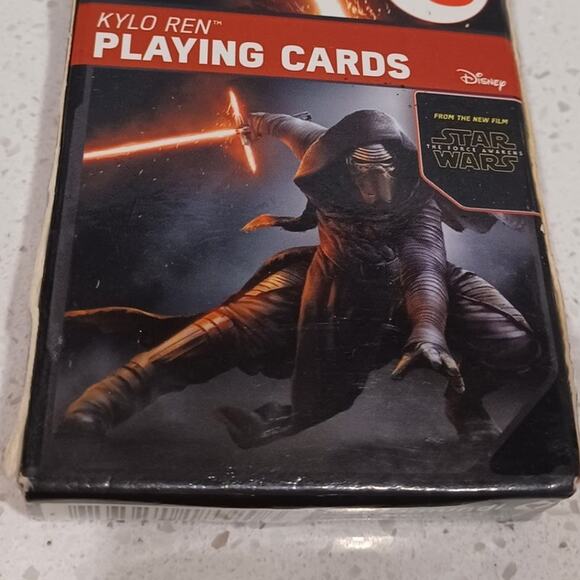 KYLO REN™
PLAYING CARDS
Disney
FROM THE NEW FILM
STAR
THE FORCE AWAKENS
WARS